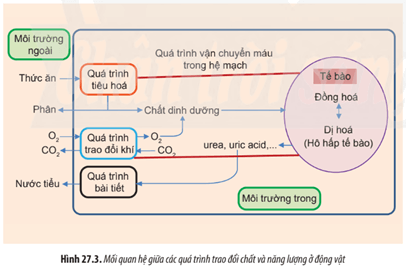 Môi trường
ngoài
Quá trình vận chuyển máu
trong hệ mạch
Thức ăn
Quá trình
tiêu hoá
Tế bào
Đồng hoá
Phân
Chất dinh dưỡng
Dị hoá
(Hô hấp tế bào)
O₂
CO₂
Quá trình
trao đổi khí
O₂
CO₂
urea, uric acid,...
Nước tiểu
Quá trình
bài tiết
Môi trường trong
Hình 27.3. Mối quan hệ giữa các quá trình trao đổi chất và năng lượng ở động vật